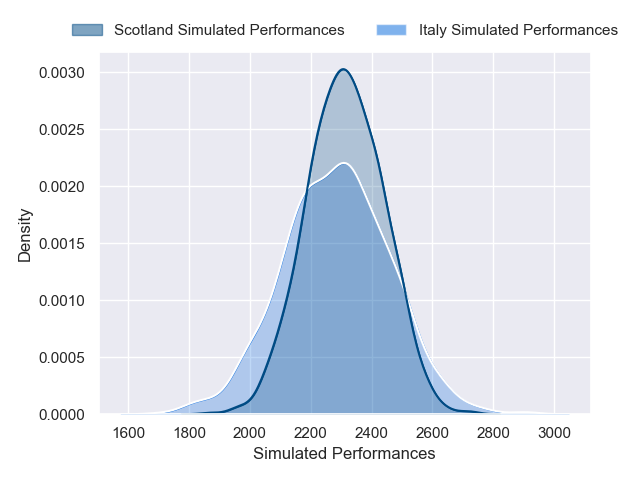 Scotland Simulated Performances Italy Simulated Performances
0.0030
0.0025
0.0020
0.0015
0.0010
0.0005
0.0000
Density
1600 1800 2000 2200 2400 2600 2800 3000
Simulated Performances